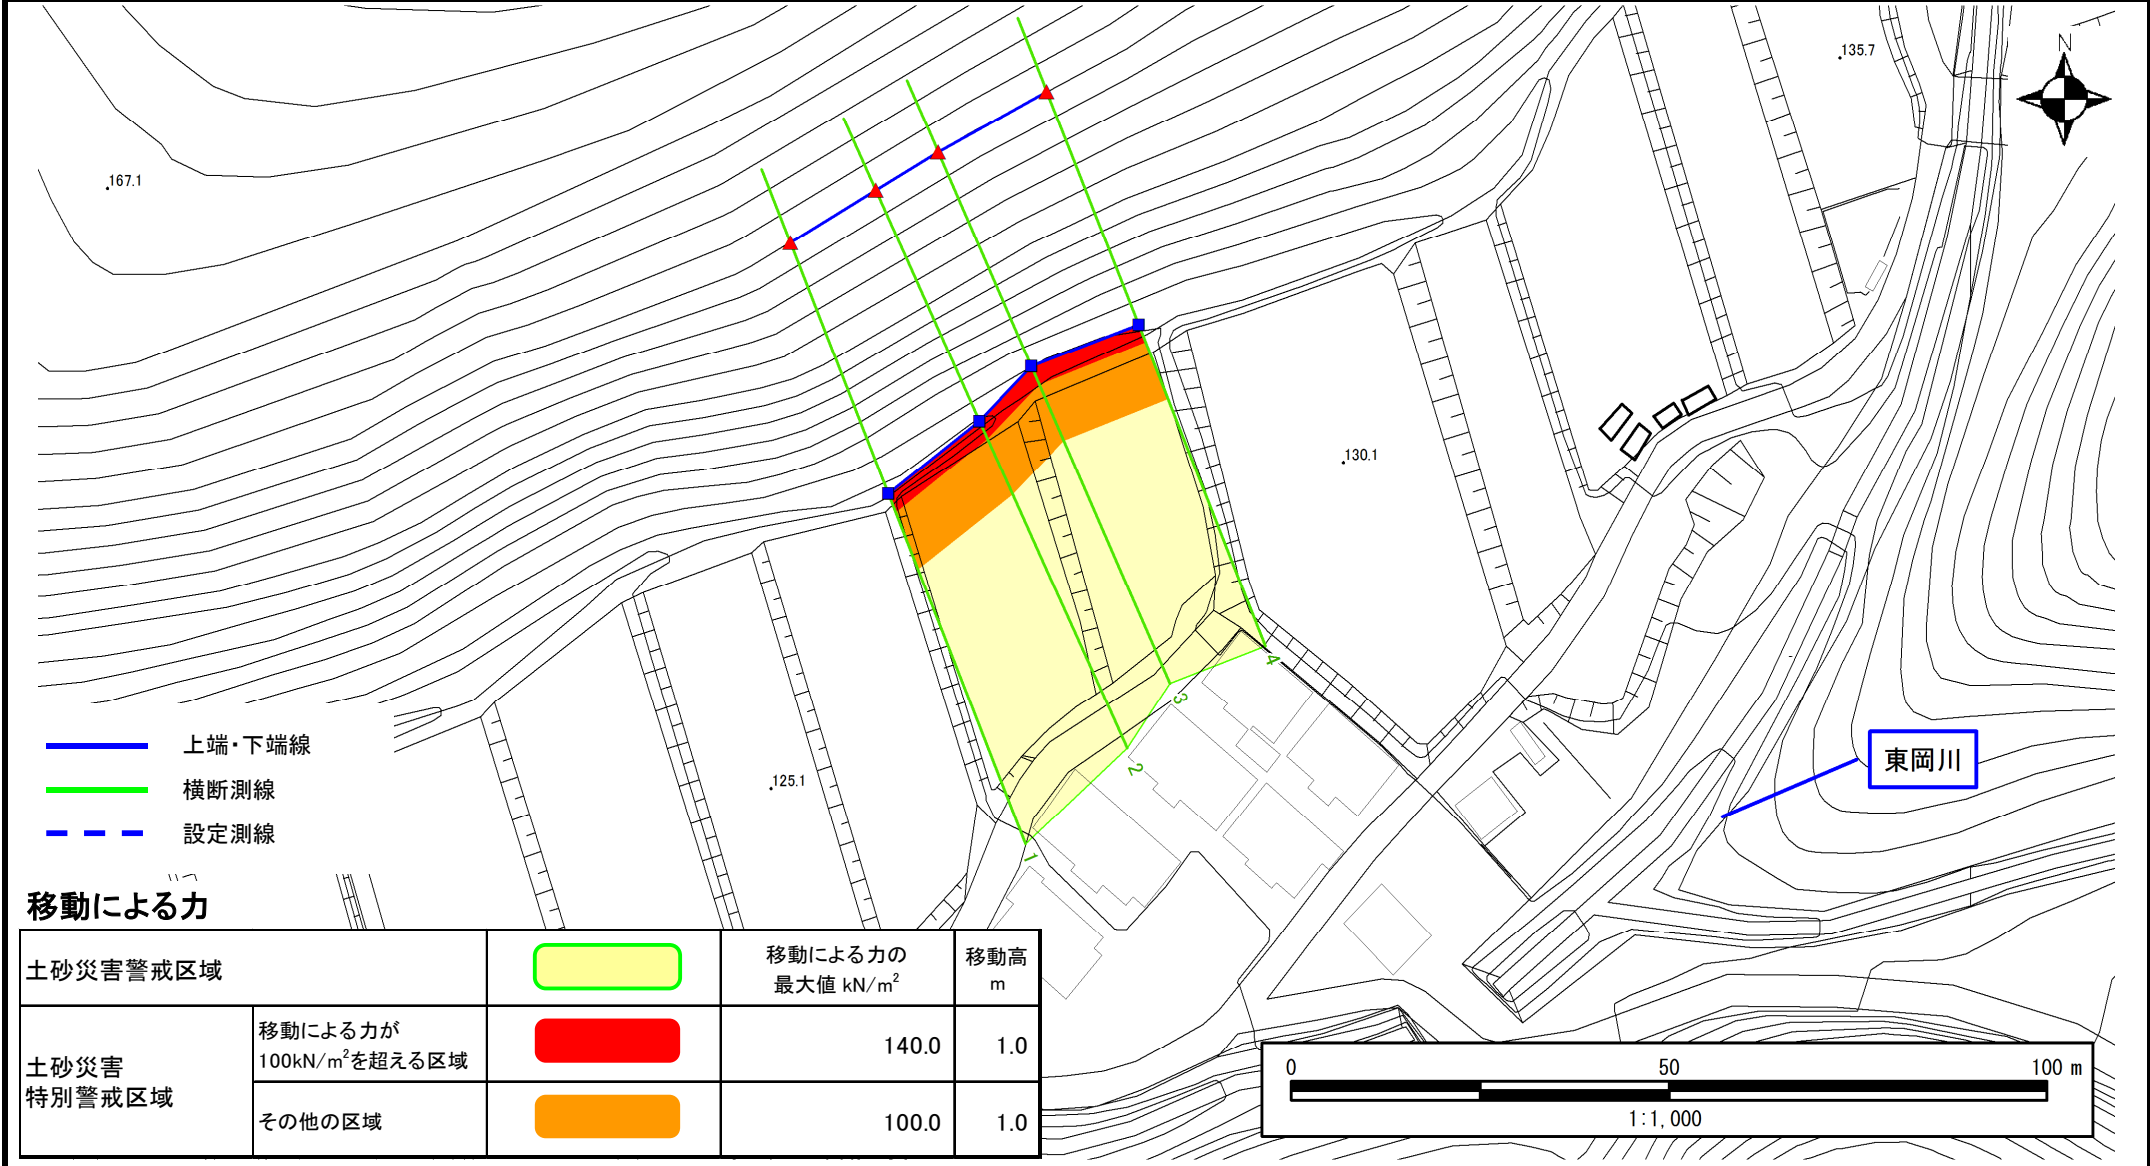 135.7
N
167.1
130.1
125.1
1
2
3
4
東岡川
上端・下端線
横断測線
設定測線
移動による力
土砂災害警戒区域
移動による力の
最大値 kN/m²
移動高
m
土砂災害
特別警戒区域
移動による力が
100kN/m²を超える区域
140.0
1.0
その他の区域
100.0
1.0
0
50
100 m
1:1,000